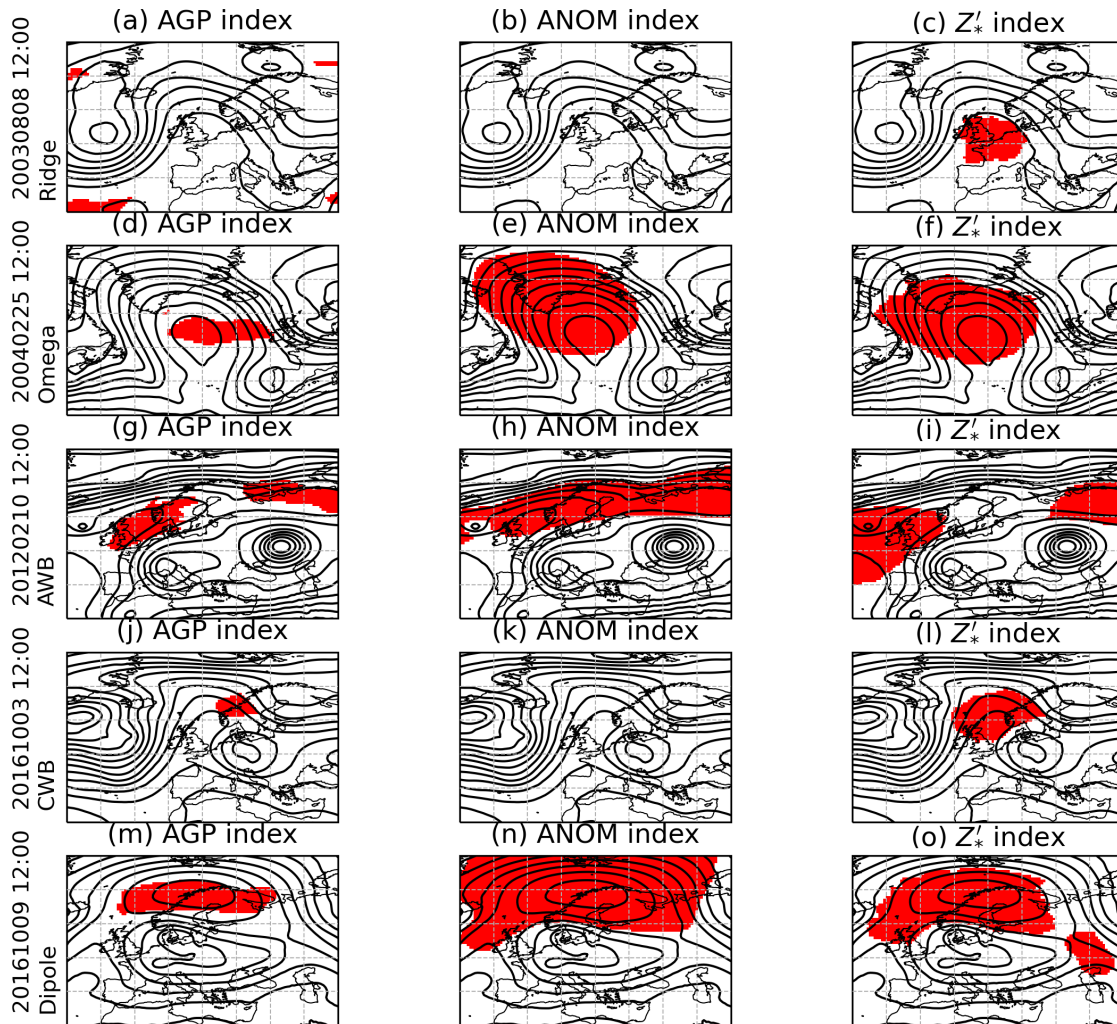 (a) AGP index
(b) ANOM index
(c) Z′* index
20030808 12:00
Ridge
(d) AGP index
(e) ANOM index
(f) Z′* index
20040225 12:00
Omega
(g) AGP index
(h) ANOM index
(i) Z′* index
20120210 12:00
AWB
(j) AGP index
(k) ANOM index
(l) Z′* index
20161003 12:00
CWB
(m) AGP index
(n) ANOM index
(o) Z′* index
20161009 12:00
Dipole